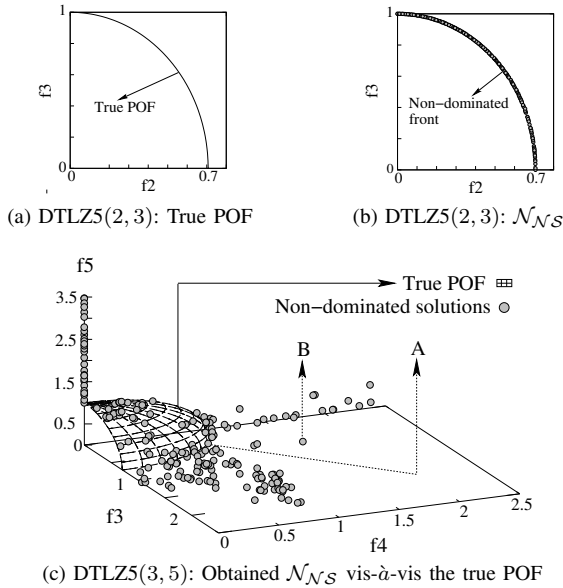 1
f3
True POF
0
0
f2
0.7
(a) DTLZ5(2, 3): True POF
1
f3
Non−dominated
front
0
0
f2
0.7
(b) DTLZ5(2, 3): 𝒩_𝒩𝒮
f5
3.5
2.5
1.5
0.5
0
True POF
Non−dominated solutions
B
A
1
2
f3
0
0.5
1
1.5
2
2.5
f4
(c) DTLZ5(3, 5): Obtained 𝒩_𝒩𝒮 vis-à-vis the true POF